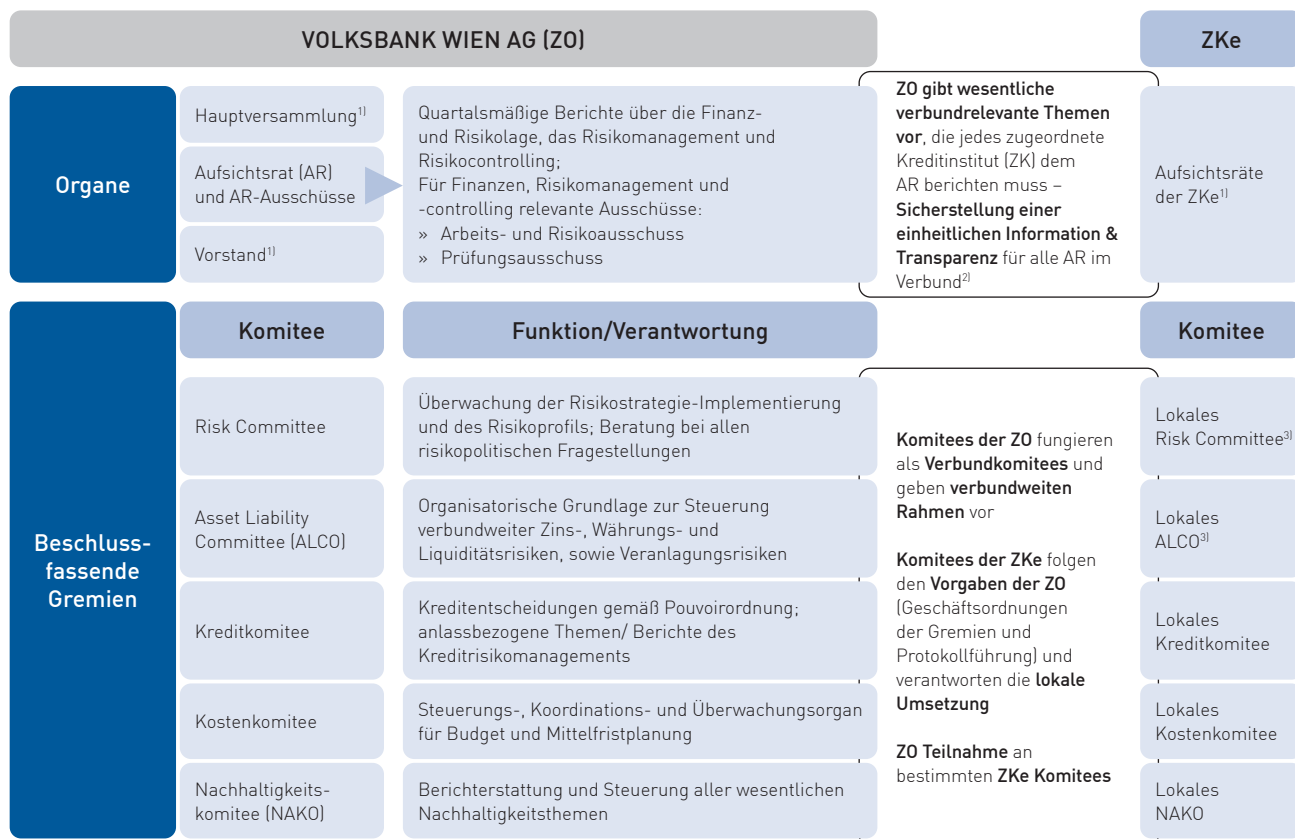 VOLKSBANK WIEN AG (ZO)
ZKe
Organe
Hauptversammlung¹⁾
Aufsichtsrat (AR)
und AR-Ausschüsse
Vorstand¹⁾
Quartalsmäßige Berichte über die Finanz-
und Risikolage, das Risikomanagement und
Risikocontrolling;
Für Finanzen, Risikomanagement und
-controlling relevante Ausschüsse:
» Arbeits- und Risikoausschuss
» Prüfungsausschuss
ZO gibt wesentliche
verbundrelevante Themen
vor, die jedes zugeordnete
Kreditinstitut (ZK) dem
AR berichten muss –
Sicherstellung einer
einheitlichen Information &
Transparenz für alle AR im
Verbund²⁾
Aufsichtsräte
der ZKe¹⁾
Beschluss-
fassende
Gremien
Komitee
Funktion/Verantwortung
Komitee
Risk Committee
Überwachung der Risikostrategie-Implementierung
und des Risikoprofils; Beratung bei allen
risikopolitischen Fragestellungen
Lokales
Risk Committee³⁾
Asset Liability
Committee (ALCO)
Organisatorische Grundlage zur Steuerung
verbundweiter Zins-, Währungs- und
Liquiditätsrisiken, sowie Veranlagungsrisiken
Lokales
ALCO³⁾
Kreditkomitee
Kreditentscheidungen gemäß Pouvoirordnung;
anlassbezogene Themen/ Berichte des
Kreditrisikomanagements
Lokales
Kreditkomitee
Kostenkomitee
Steuerungs-, Koordinations- und Überwachungsorgan
für Budget und Mittelfristplanung
Lokales
Kostenkomitee
Nachhaltigkeits-
komitee (NAKO)
Berichterstattung und Steuerung aller wesentlichen
Nachhaltigkeitsthemen
Lokales
NAKO
Komitees der ZO fungieren
als Verbundkomitees und
geben verbundweiten
Rahmen vor
Komitees der ZKe folgen
den Vorgaben der ZO
(Geschäftsordnungen
der Gremien und
Protokollführung) und
verantworten die lokale
Umsetzung
ZO Teilnahme an
bestimmten ZKe Komitees